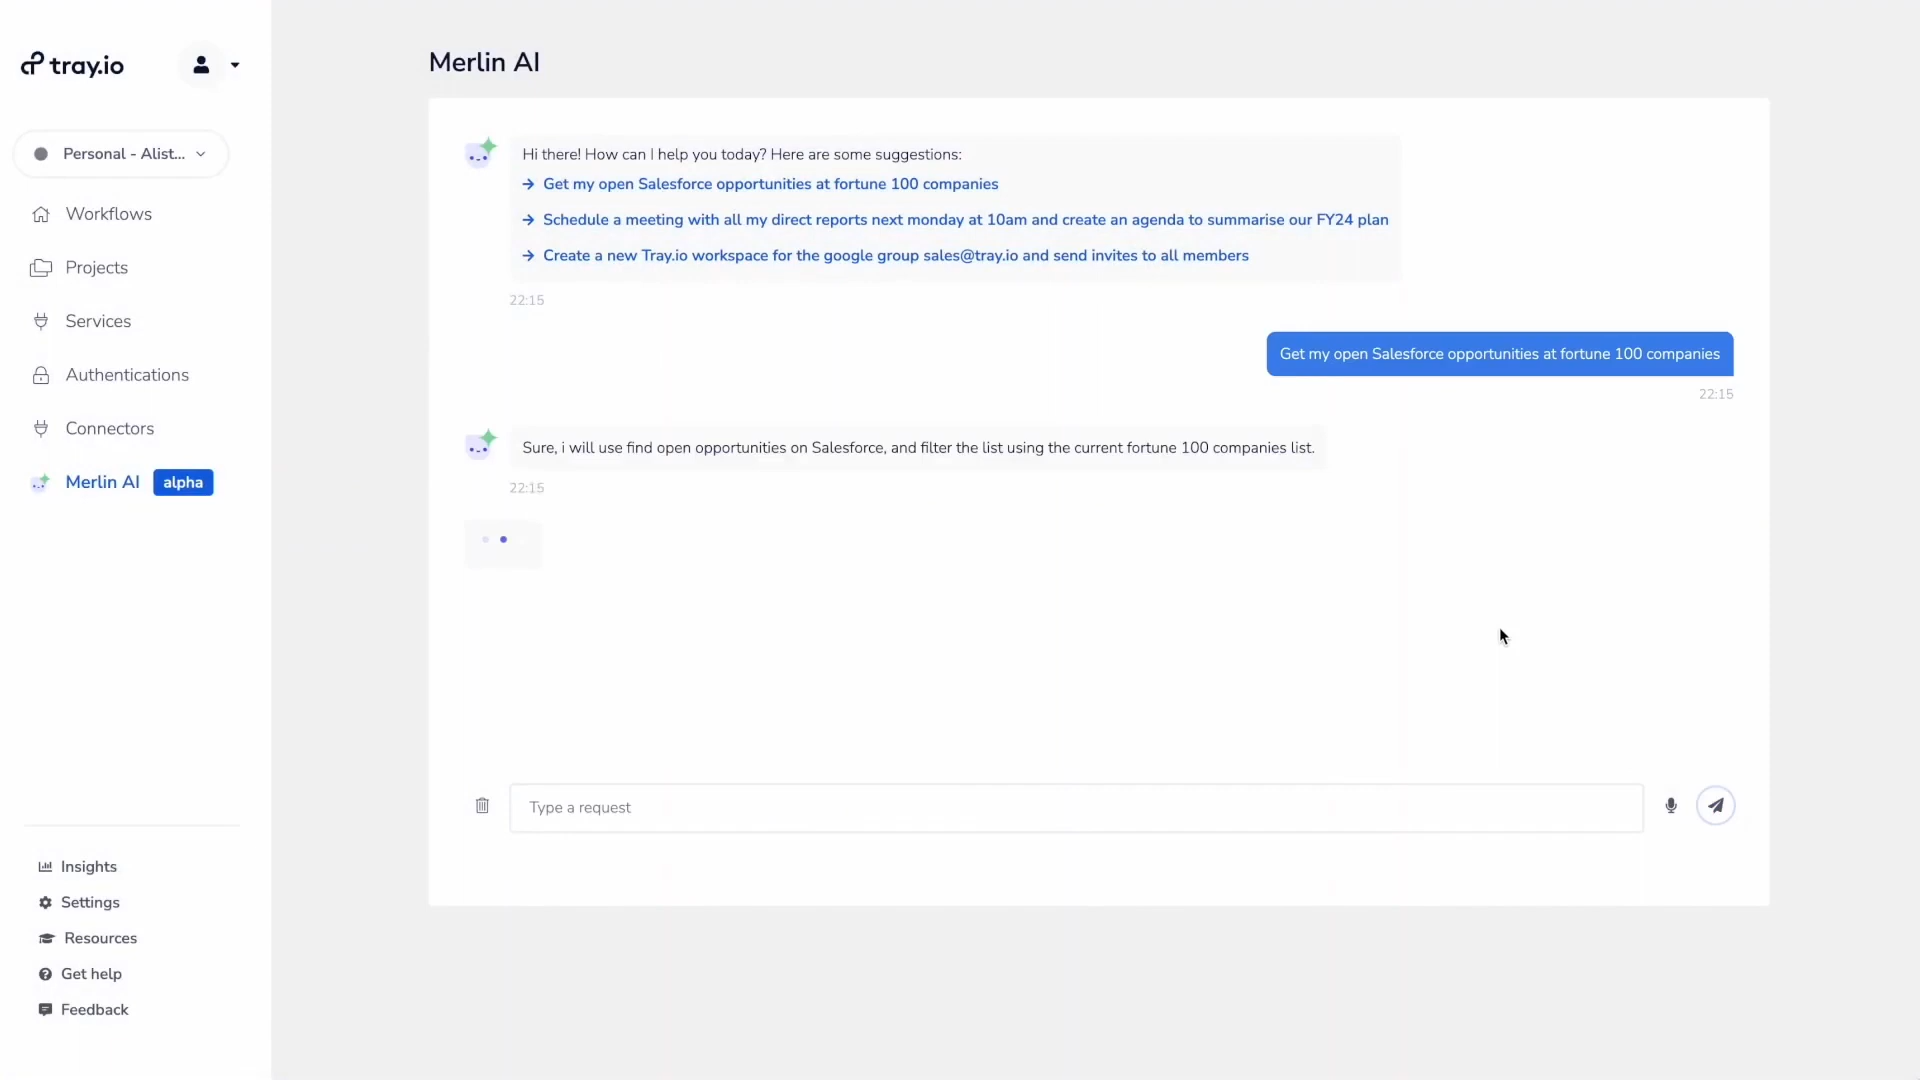 tray.io
Personal - Alist...
Workflows
Projects
Services
Authentications
Connectors
Merlin AI alpha
Insights
Settings
Resources
Get help
Feedback
Merlin AI
Hi there! How can I help you today? Here are some suggestions:
→ Get my open Salesforce opportunities at fortune 100 companies
→ Schedule a meeting with all my direct reports next monday at 10am and create an agenda to summarise our FY24 plan
→ Create a new Tray.io workspace for the google group sales@tray.io and send invites to all members
22:15
Get my open Salesforce opportunities at fortune 100 companies
22:15
Sure, i will use find open opportunities on Salesforce, and filter the list using the current fortune 100 companies list.
22:15
Type a request